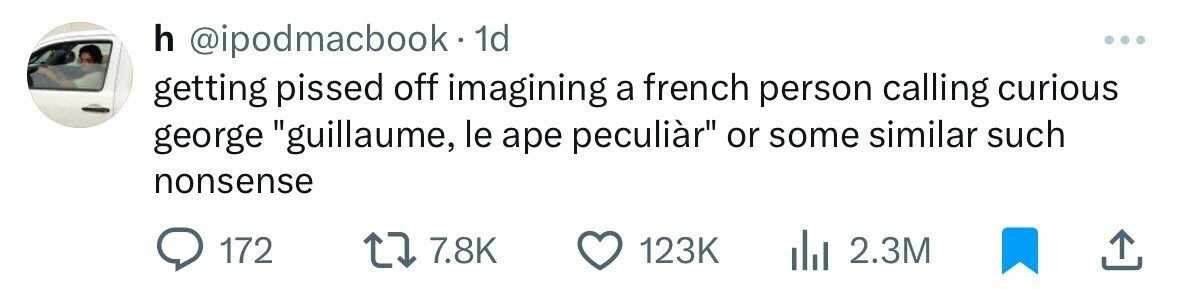 h @ipodmacbook · 1d
getting pissed off imagining a french person calling curious
george "guillaume, le ape peculiàr" or some similar such
nonsense
172 7.8K 123K 2.3M